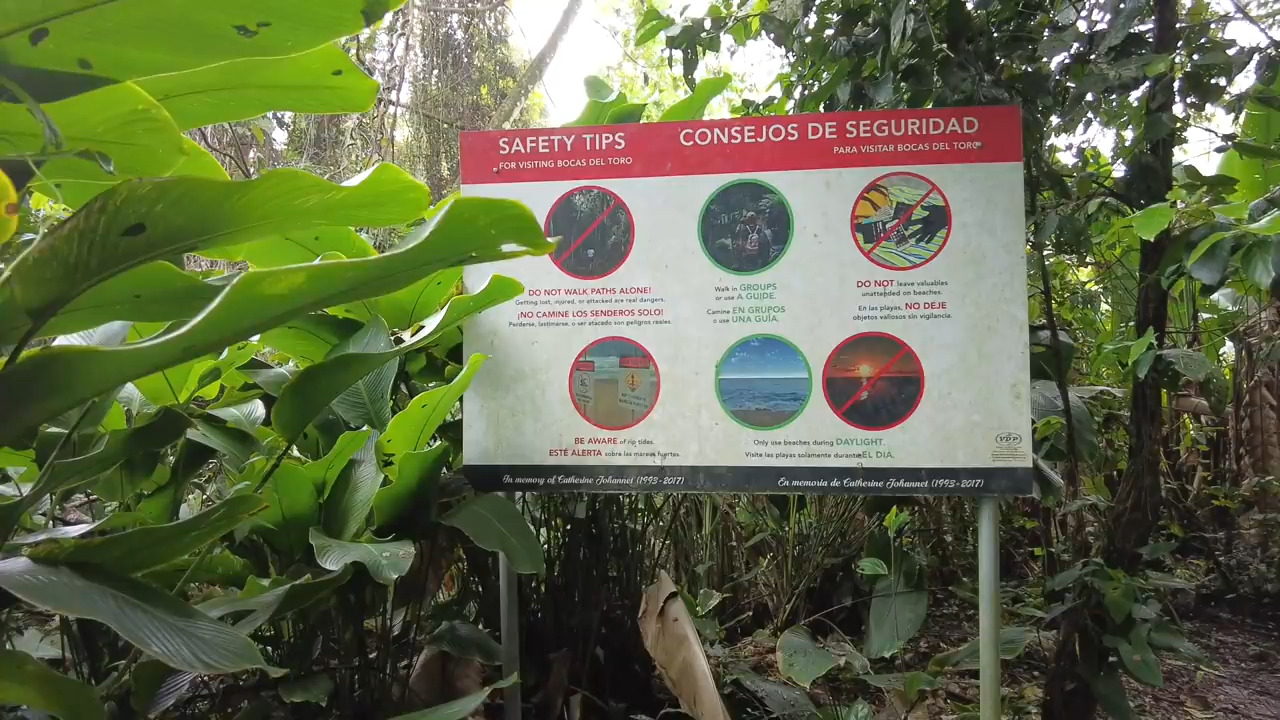 SAFETY TIPS
FOR VISITING BOCAS DEL TORO
CONSEJOS DE SEGURIDAD
PARA VISITAR BOCAS DEL TORO
DO NOT WALK PATHS ALONE!
Getting lost, injured, or attacked are real dangers.
¡NO CAMINE LOS SENDEROS SOLO!
Perderse, lastimarse, o ser atacado son peligros reales.
Walk in GROUPS
or use A GUIDE.
Camine EN GRUPOS
o use UNA GUÍA.
DO NOT leave valuables
unattended on beaches.
En las playas, NO DEJE
objetos valiosos sin vigilancia.
BE AWARE of rip tides.
ESTÉ ALERTA sobre las mareas fuertes.
Only use beaches during DAYLIGHT.
Visite las playas solamente durante EL DIA.
In memory of Catherine Johannet (1993-2017)
En memoria de Catherine Johannet (1993-2017)